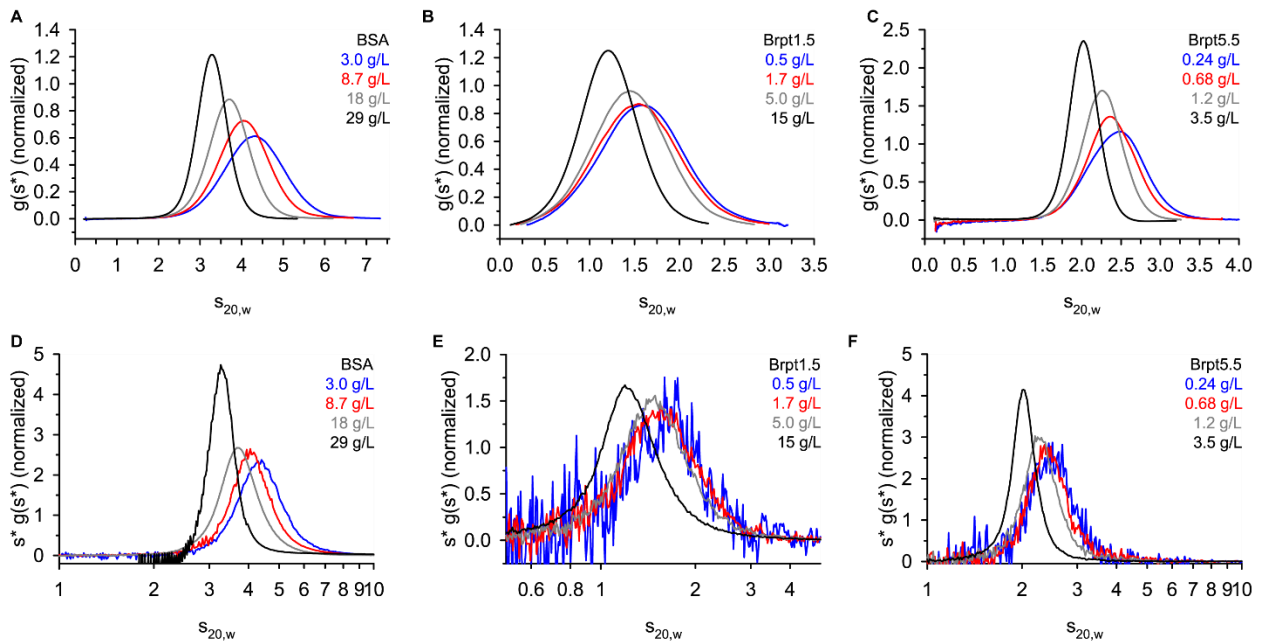 A
BSA
3.0 g/L
8.7 g/L
18 g/L
29 g/L
g(s*) (normalized)
1.4
1.2
1.0
0.8
0.6
0.4
0.2
0.0
0 1 2 3 4 5 6 7
s20,w
B
Brpt1.5
0.5 g/L
1.7 g/L
5.0 g/L
15 g/L
g(s*) (normalized)
1.4
1.2
1.0
0.8
0.6
0.4
0.2
0.0
0.0 0.5 1.0 1.5 2.0 2.5 3.0 3.5
s20,w
C
Brpt5.5
0.24 g/L
0.68 g/L
1.2 g/L
3.5 g/L
g(s*) (normalized)
2.5
2.0
1.5
1.0
0.5
0.0
0.0 0.5 1.0 1.5 2.0 2.5 3.0 3.5 4.0
s20,w
D
BSA
3.0 g/L
8.7 g/L
18 g/L
29 g/L
s* g(s*) (normalized)
5
4
3
2
1
0
1 2 3 4 5 6 7 8 9 10
s20,w
E
Brpt1.5
0.5 g/L
1.7 g/L
5.0 g/L
15 g/L
s* g(s*) (normalized)
2.0
1.5
1.0
0.5
0.0
0.6 0.8 1 2 4
s20,w
F
Brpt5.5
0.24 g/L
0.68 g/L
1.2 g/L
3.5 g/L
s* g(s*) (normalized)
5
4
3
2
1
0
1 2 3 4 5 6 7 8 9 10
s20,w